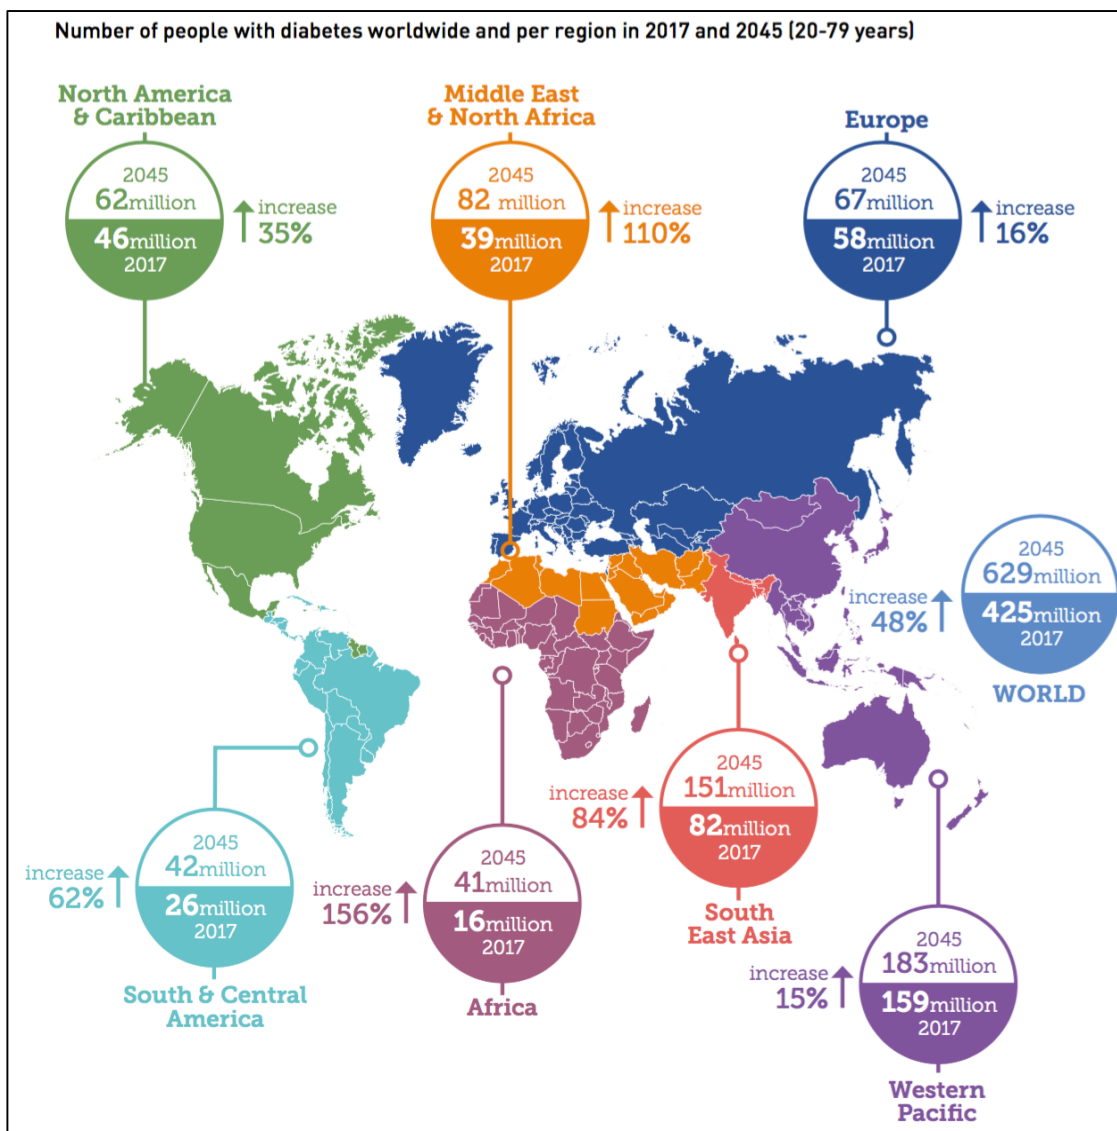 Number of people with diabetes worldwide and per region in 2017 and 2045 (20-79 years)
North America
& Caribbean
2045
62million
46million
2017
increase
35%
Middle East
& North Africa
2045
82 million
39million
2017
increase
110%
Europe
2045
67million
58million
2017
increase
16%
2045
629million
425million
2017
increase
48%
WORLD
2045
42million
26million
2017
increase
62%
South & Central
America
2045
41million
16million
2017
increase
156%
Africa
2045
151million
82million
2017
increase
84%
South
East Asia
2045
183million
159million
2017
increase
15%
Western
Pacific